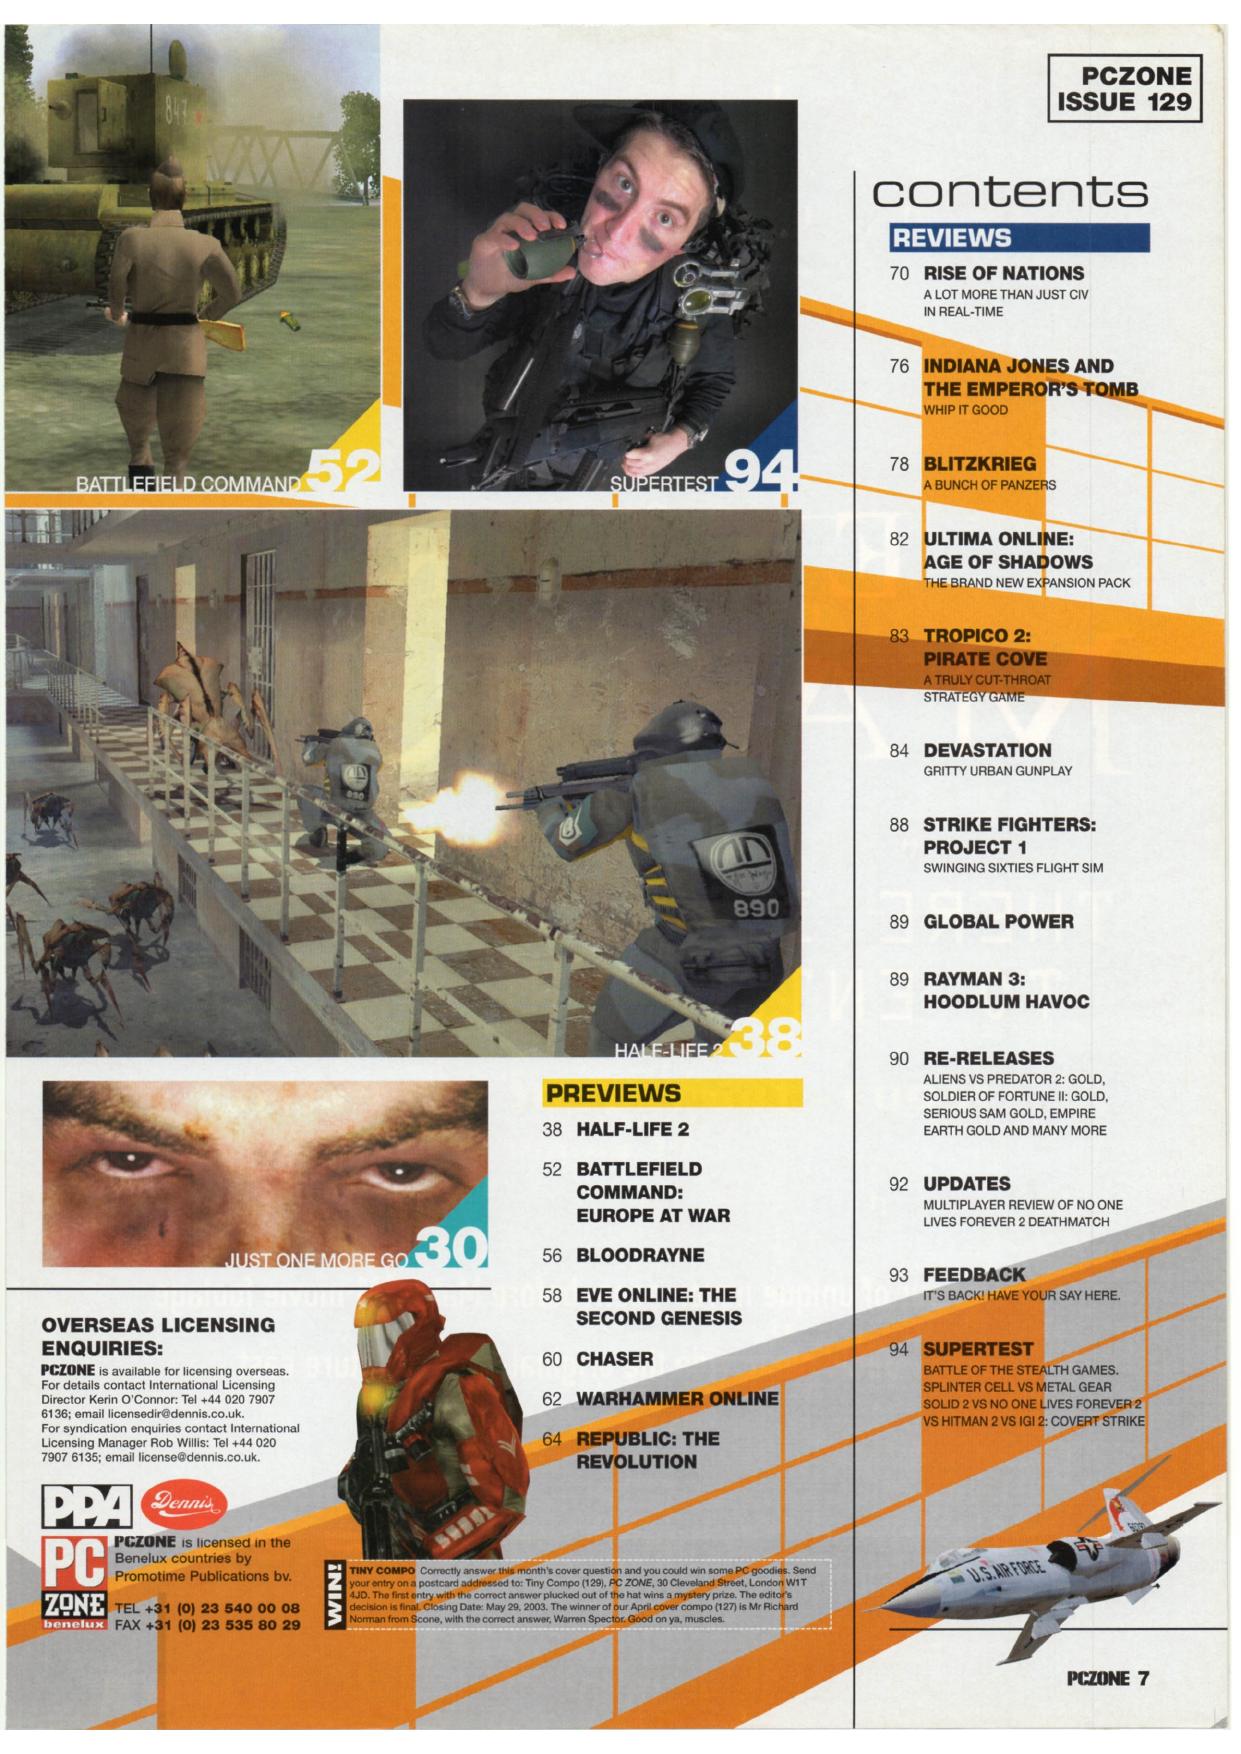 PCZONE
ISSUE 129
contents
REVIEWS
70 RISE OF NATIONS
A LOT MORE THAN JUST CIV
IN REAL-TIME
76 INDIANA JONES AND
THE EMPEROR'S TOMB
WHIP IT GOOD
78 BLITZKRIEG
A BUNCH OF PANZERS
82 ULTIMA ONLINE:
AGE OF SHADOWS
THE BRAND NEW EXPANSION PACK
83 TROPICO 2:
PIRATE COVE
A TRULY CUT-THROAT
STRATEGY GAME
84 DEVASTATION
GRITTY URBAN GUNPLAY
88 STRIKE FIGHTERS:
PROJECT 1
SWINGING SIXTIES FLIGHT SIM
89 GLOBAL POWER
89 RAYMAN 3:
HOODLUM HAVOC
90 RE-RELEASES
ALIENS VS PREDATOR 2: GOLD,
SOLDIER OF FORTUNE II: GOLD,
SERIOUS SAM GOLD, EMPIRE
EARTH GOLD AND MANY MORE
92 UPDATES
MULTIPLAYER REVIEW OF NO ONE
LIVES FOREVER 2 DEATHMATCH
93 FEEDBACK
IT'S BACK! HAVE YOUR SAY HERE.
94 SUPERTEST
BATTLE OF THE STEALTH GAMES.
SPLINTER CELL VS METAL GEAR
SOLID 2 VS NO ONE LIVES FOREVER 2
VS HITMAN 2 VS IGI 2: COVERT STRIKE
847
BATTLEFIELD COMMAND 52
SUPERTEST 94
890
890
HALF-LIFE 2 38
JUST ONE MORE GO 30
PREVIEWS
38 HALF-LIFE 2
52 BATTLEFIELD
COMMAND:
EUROPE AT WAR
56 BLOODRAYNE
58 EVE ONLINE: THE
SECOND GENESIS
60 CHASER
62 WARHAMMER ONLINE
64 REPUBLIC: THE
REVOLUTION
OVERSEAS LICENSING
ENQUIRIES:
PCZONE is available for licensing overseas.
For details contact International Licensing
Director Kerin O'Connor: Tel +44 020 7907
6136; email licensedir@dennis.co.uk.
For syndication enquiries contact International
Licensing Manager Rob Willis: Tel +44 020
7907 6135; email license@dennis.co.uk.
PPA
Dennis
PC
ZONE
benelux
PCZONE is licensed in the
Benelux countries by
Promotime Publications bv.
TEL +31 (0) 23 540 00 08
FAX +31 (0) 23 535 80 29
WIN!
TINY COMPO Correctly answer this month's cover question and you could win some PC goodies. Send
your entry on a postcard addressed to: Tiny Compo (129), PC ZONE, 30 Cleveland Street, London W1T
4JD. The first entry with the correct answer plucked out of the hat wins a mystery prize. The editor's
decision is final. Closing Date: May 29, 2003. The winner of our April cover compo (127) is Mr Richard
Norman from Scone, with the correct answer, Warren Spector. Good on ya, muscles.
U.S. AIR FORCE
PCZONE 7